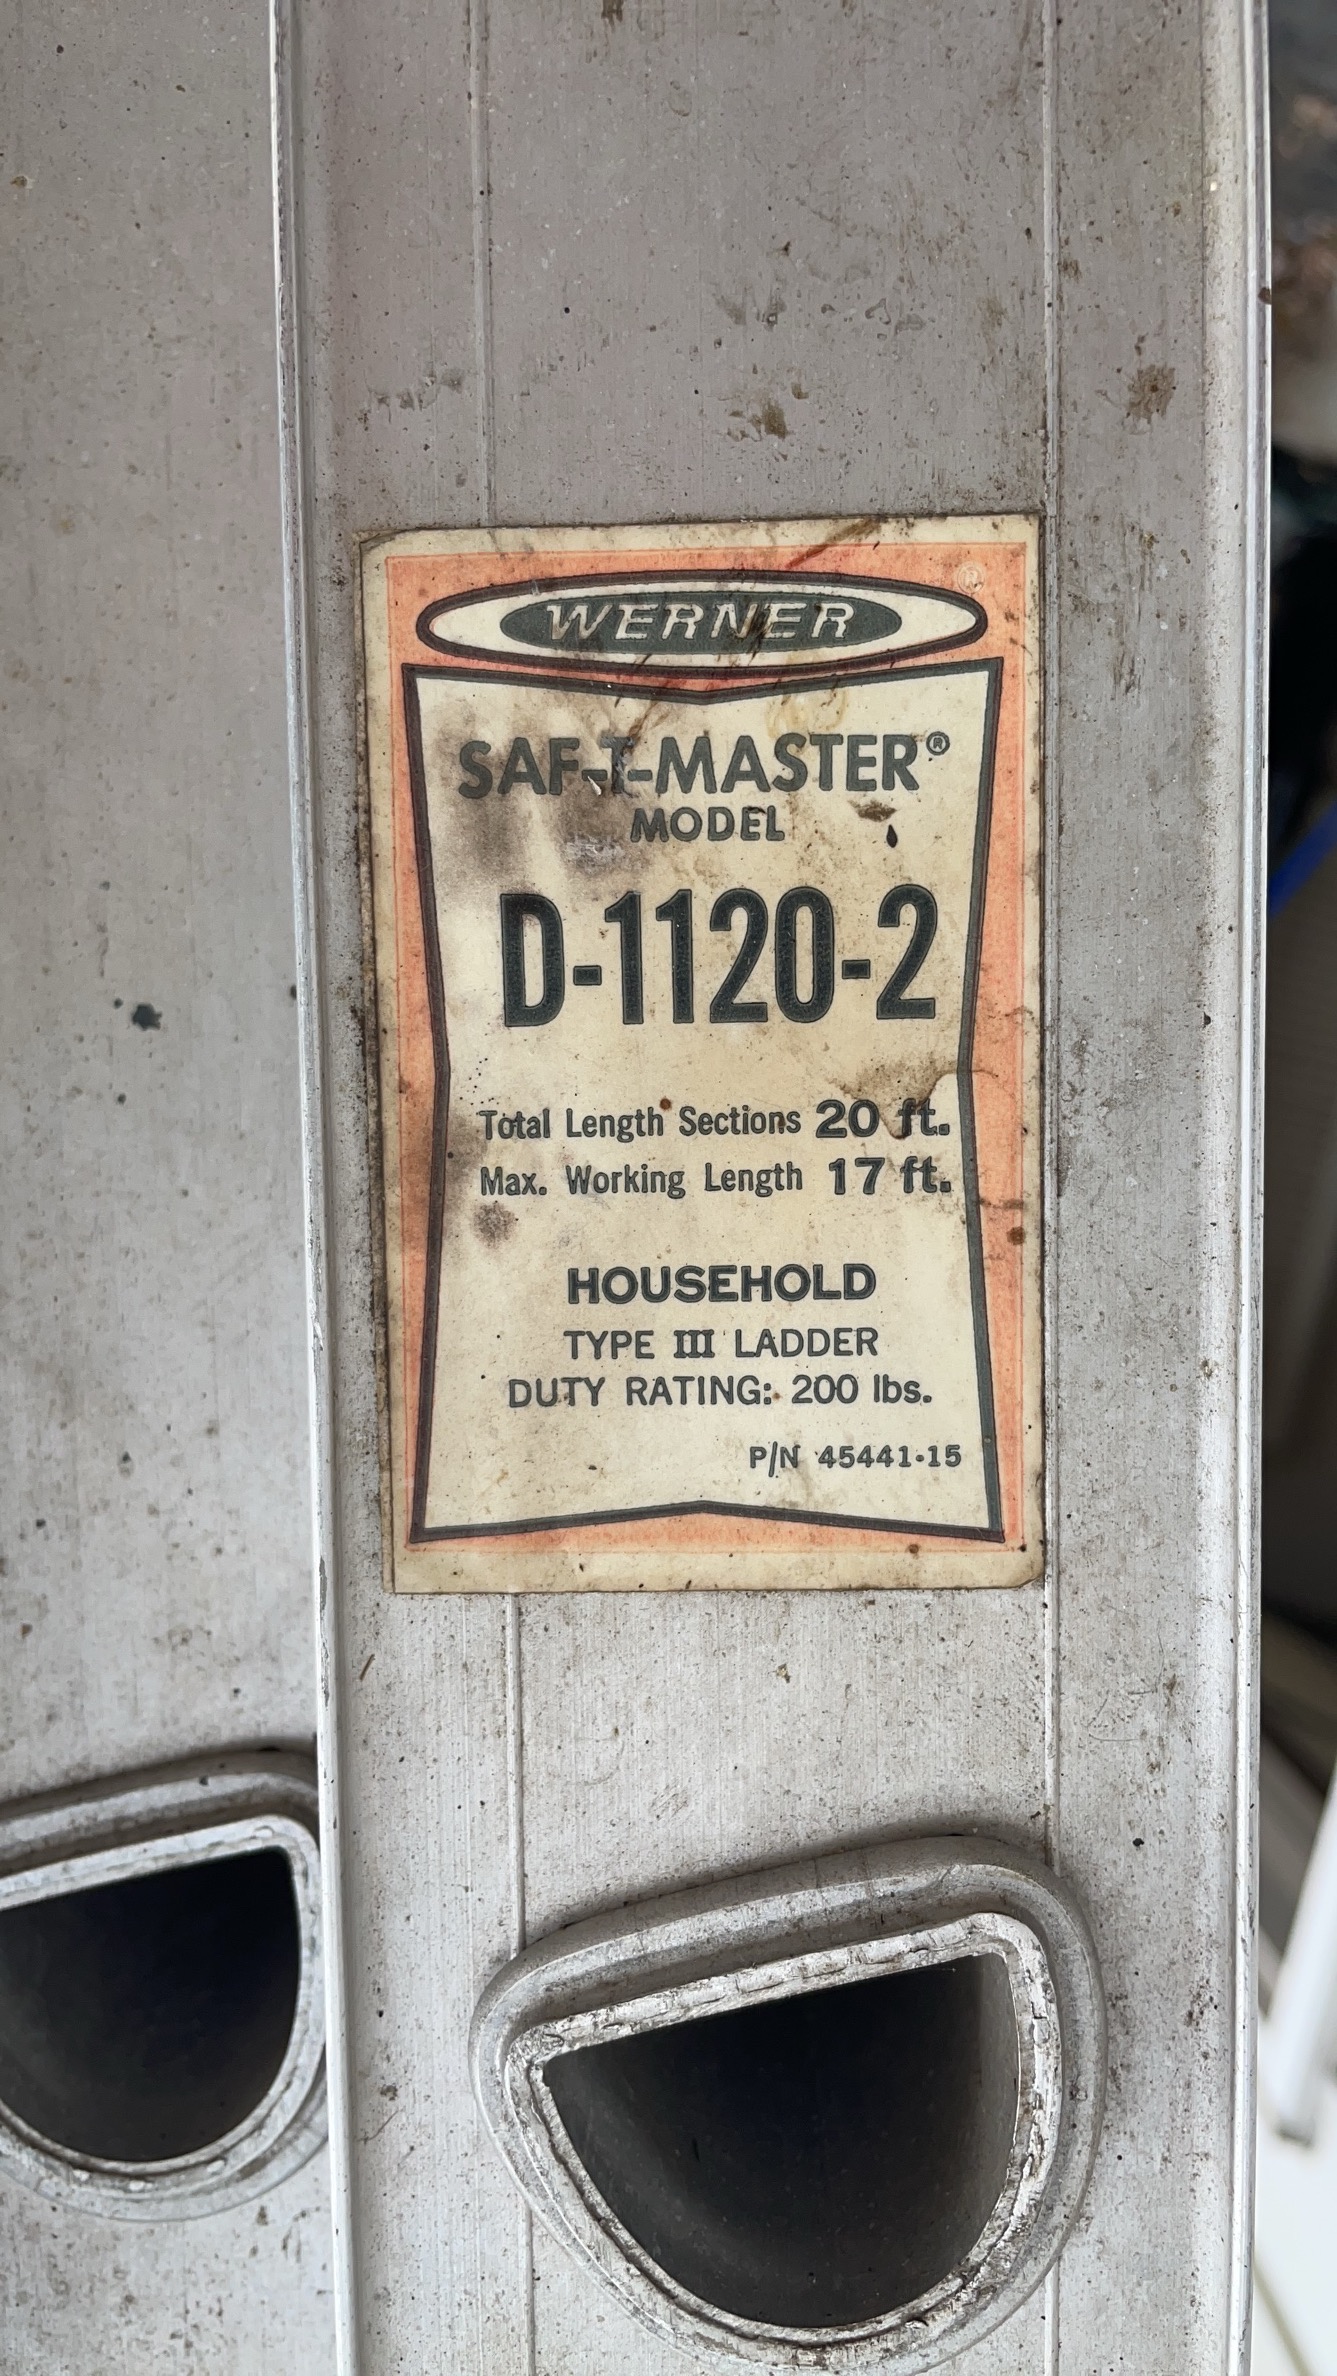 WERNER ®
SAF-T-MASTER®
MODEL
D-1120-2
Total Length Sections 20 ft.
Max. Working Length 17 ft.
HOUSEHOLD
TYPE III LADDER
DUTY RATING: 200 lbs.
P/N 45441-15